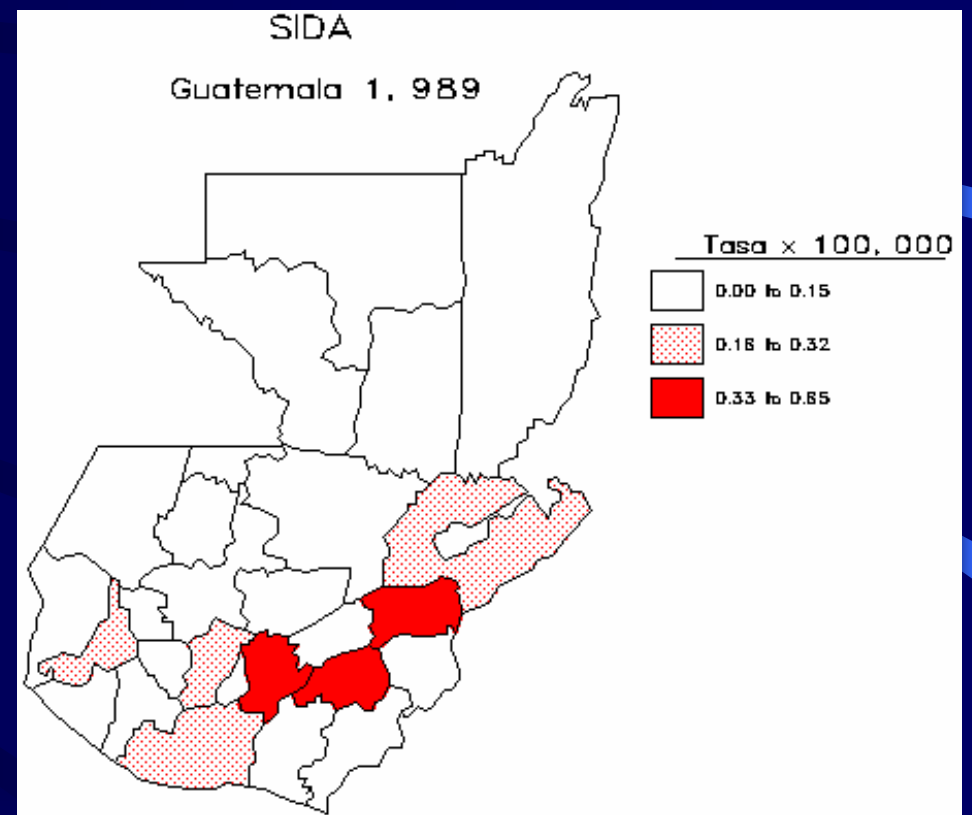 SIDA
Guatemala 1, 989
Tasa x 100, 000
0.00 to 0.15
0.16 to 0.32
0.33 to 0.65